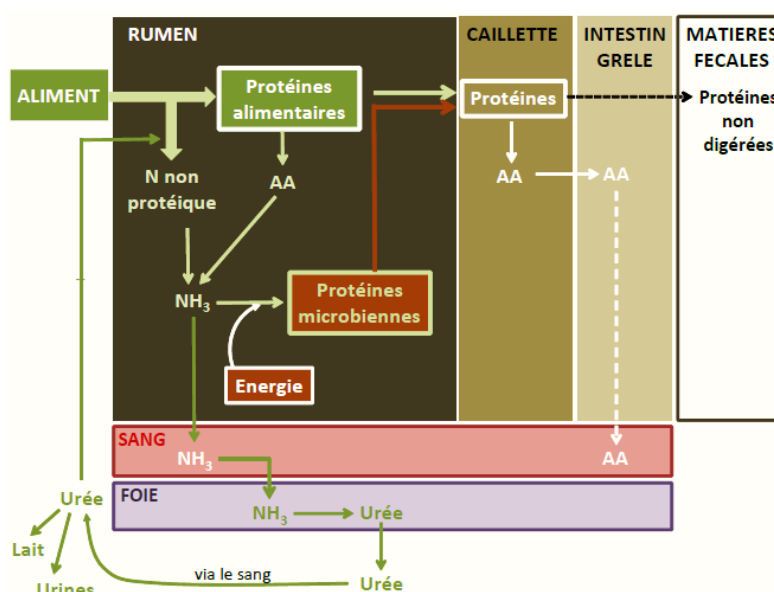 RUMEN
CAILLETTE
INTESTIN
GRELE
MATIERES
FECALES
ALIMENT
Protéines
alimentaires
Protéines
Protéines
non
digérées
N non
protéique
AA
AA
AA
NH₃
Protéines
microbiennes
Energie
SANG
NH₃
AA
FOIE
NH₃
Urée
Urée
Lait
Urines
via le sang
Urée